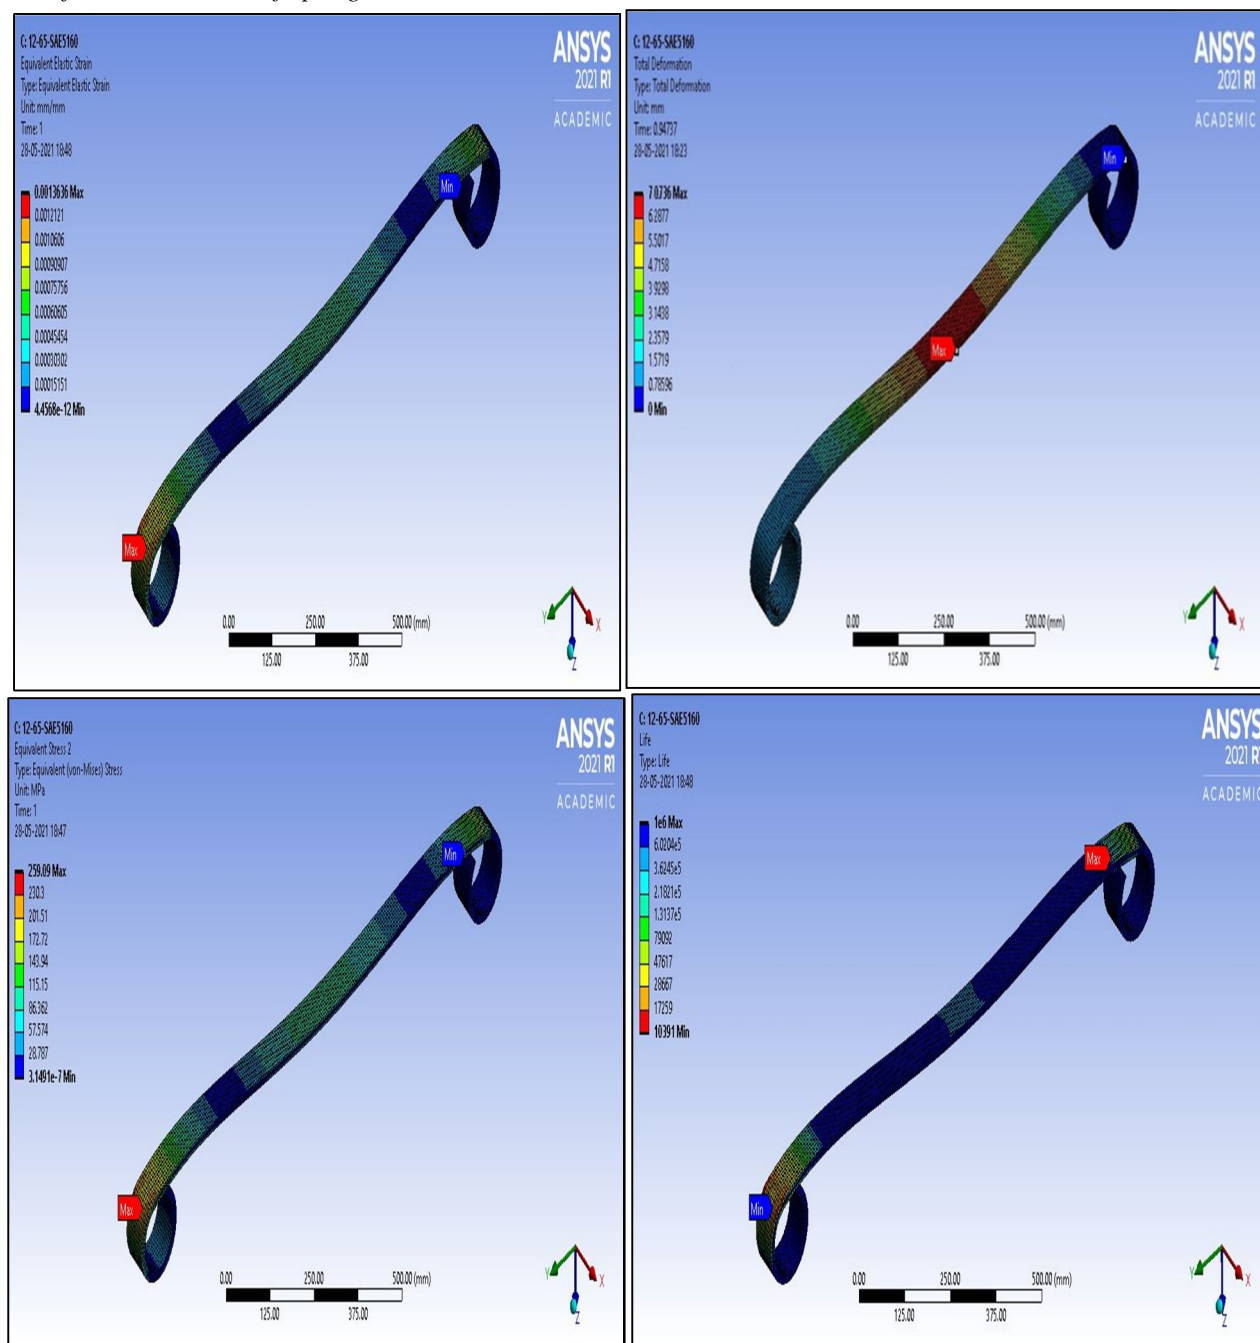 C: 12-65-SAE5160
Equivalent Elastic Strain
Type: Equivalent Elastic Strain
Unit: mm/mm
Time: 1
28-05-2021 18:48
0.0013636 Max
0.0012121
0.0010606
0.00090907
0.00075756
0.00060605
0.00045454
0.00030302
0.00015151
4.4568e-12 Min
ANSYS
2021 R1
ACADEMIC
Min
Max
0.00
250.00
500.00 (mm)
125.00
375.00
Y
X
Z
C: 12-65-SAE5160
Total Deformation
Type: Total Deformation
Unit: mm
Time: 0.94737
28-05-2021 18:23
7.0736 Max
6.2877
5.5017
4.7158
3.9298
3.1438
2.3579
1.5719
0.78596
0 Min
ANSYS
2021 R1
ACADEMIC
Min
Max
0.00
250.00
500.00 (mm)
125.00
375.00
Y
X
Z
C: 12-65-SAE5160
Equivalent Stress 2
Type: Equivalent (von-Mises) Stress
Unit: MPa
Time: 1
28-05-2021 18:47
259.09 Max
230.3
201.51
172.72
143.94
115.15
86.362
57.574
28.787
3.1491e-7 Min
ANSYS
2021 R1
ACADEMIC
Min
Max
0.00
250.00
500.00 (mm)
125.00
375.00
Y
X
Z
C: 12-65-SAE5160
Life
Type: Life
28-05-2021 18:48
1e6 Max
6.0204e5
3.6245e5
2.1821e5
1.3137e5
79092
47617
28667
17259
10391 Min
ANSYS
2021 R1
ACADEMIC
Max
Min
0.00
250.00
500.00 (mm)
125.00
375.00
Y
X
Z